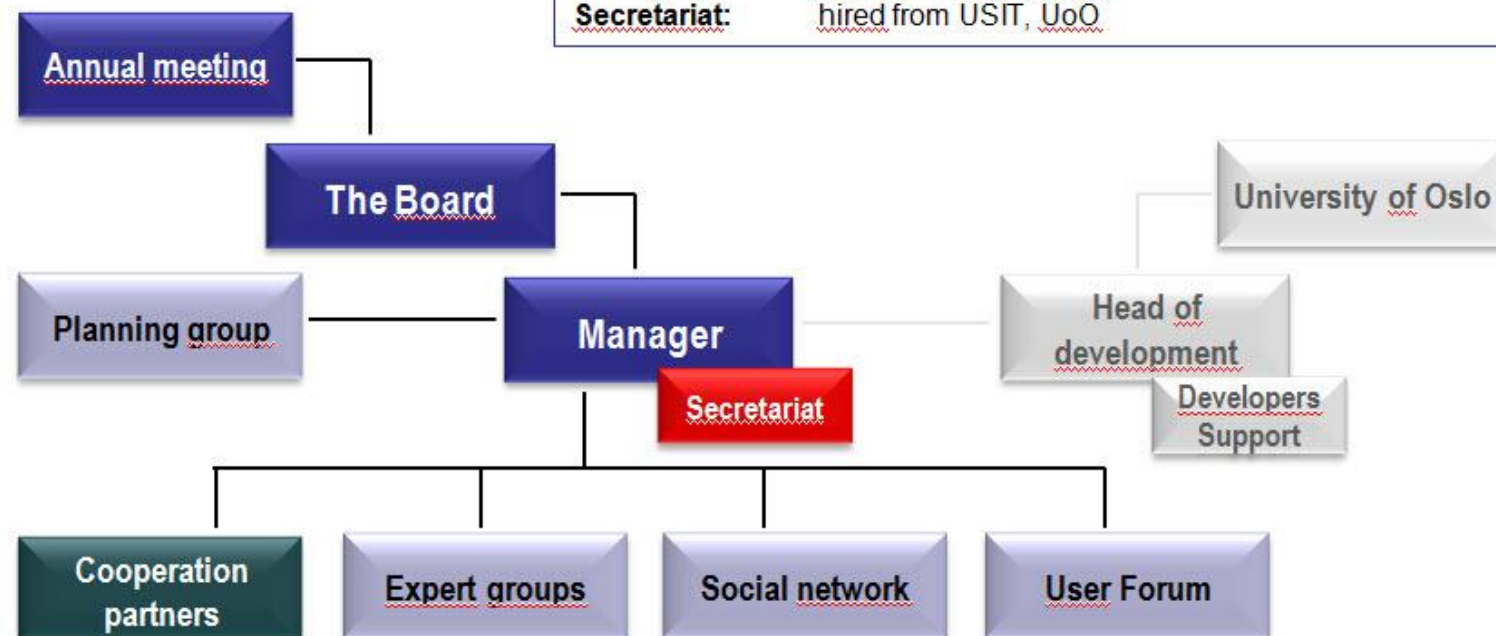 Secretariat: hired from USIT, UoO
Annual meeting
The Board
University of Oslo
Planning group
Manager
Head of
development
Secretariat
Developers
Support
Cooperation
partners
Expert groups
Social network
User Forum